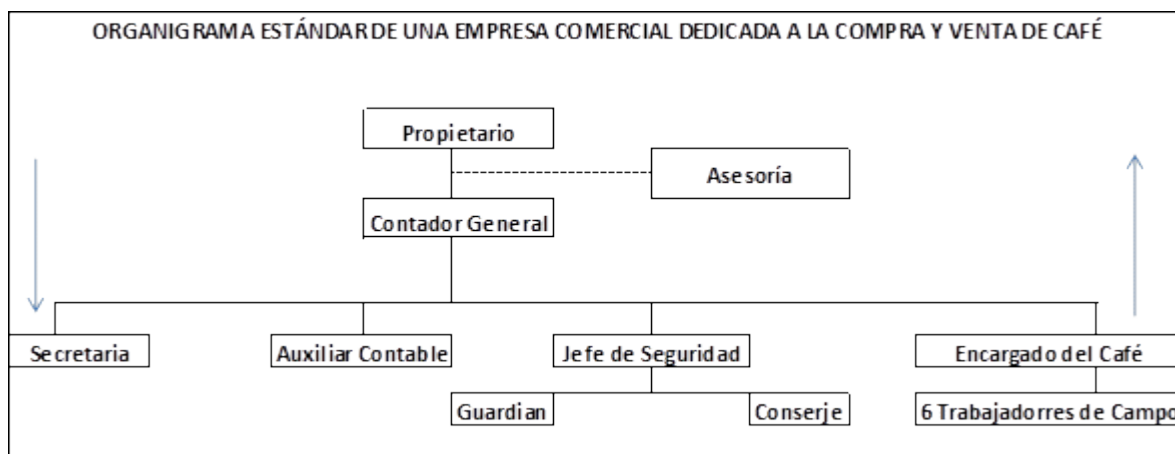 ORGANIGRAMA ESTÁNDAR DE UNA EMPRESA COMERCIAL DEDICADA A LA COMPRA Y VENTA DE CAFÉ
Propietario
Asesoría
Contador General
Secretaria
Auxiliar Contable
Jefe de Seguridad
Encargado del Café
Guardian
Conserje
6 Trabajadorres de Campo